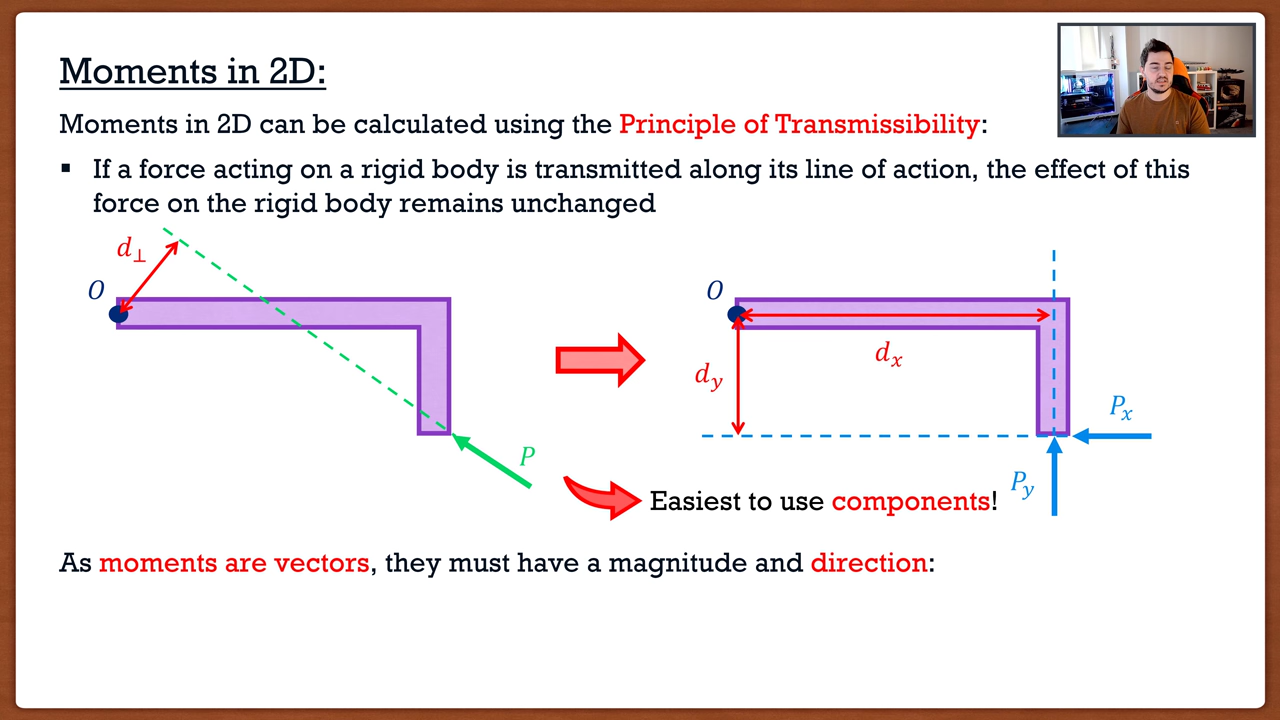 Moments in 2D:
Moments in 2D can be calculated using the Principle of Transmissibility:
▪ If a force acting on a rigid body is transmitted along its line of action, the effect of this
force on the rigid body remains unchanged
d⊥
O
P
O
dx
dy
Px
Py
Easiest to use components!
As moments are vectors, they must have a magnitude and direction: